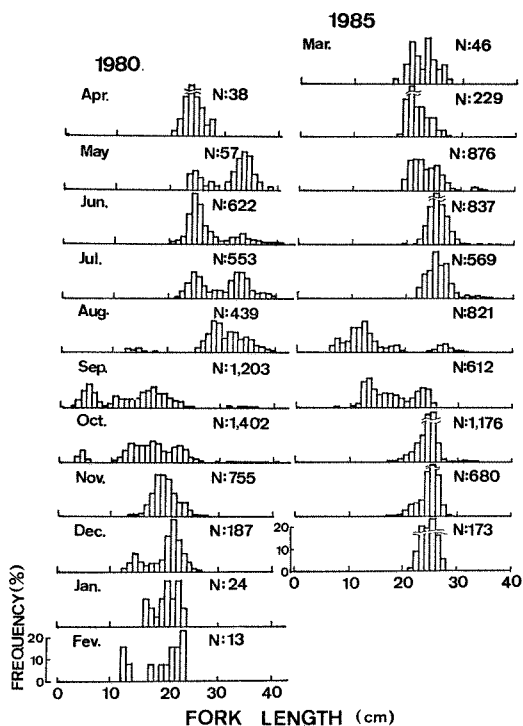 1980.
Apr. N:38
May N:57
Jun. N:622
Jul. N:553
Aug. N:439
Sep. N:1,203
Oct. N:1,402
Nov. N:755
Dec. N:187
Jan. N:24
Fev. N:13
20
10
0
FREQUENCY(%)
0 10 20 30 40
1985
Mar. N:46
N:229
N:876
N:837
N:569
N:821
N:612
N:1,176
N:680
N:173
20
10
0
0 10 20 30 40
FORK LENGTH (cm)